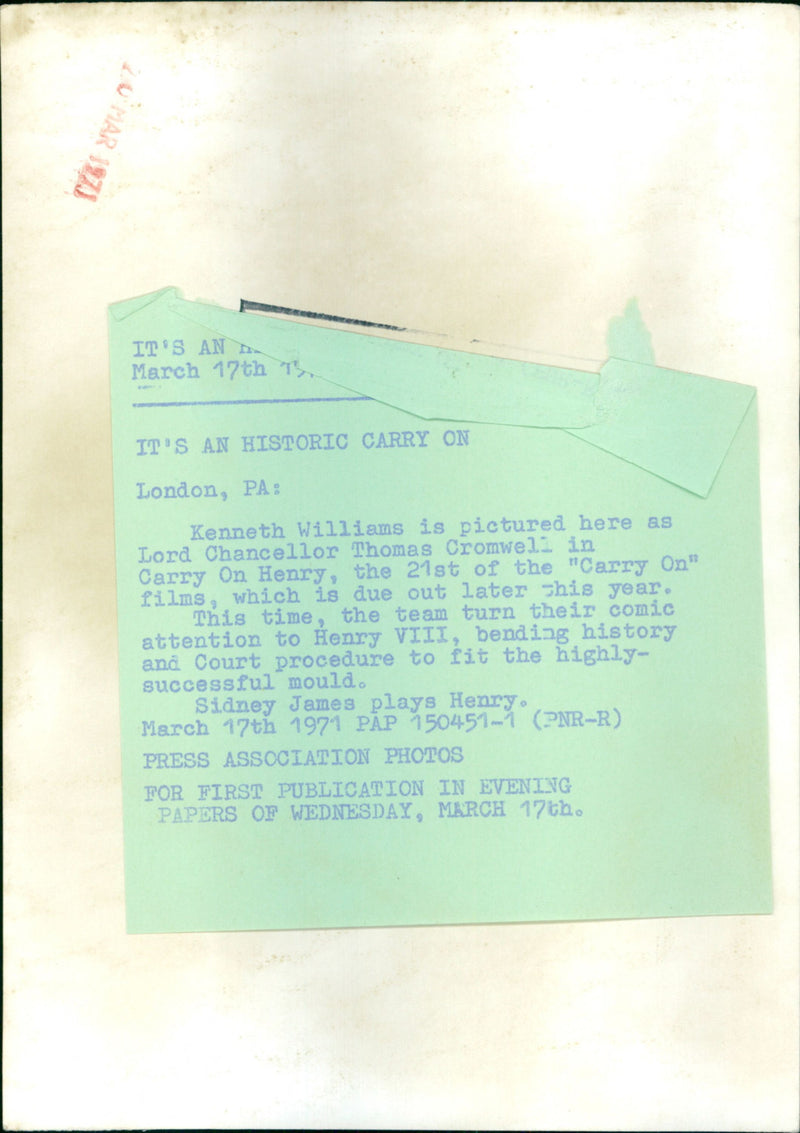 20 MAR 1971
IT'S AN
March 17th
IT'S AN HISTORIC CARRY ON
London, PA:
Kenneth Williams is pictured here as
Lord Chancellor Thomas Cromwell in
Carry On Henry, the 21st of the "Carry On"
films, which is due out later this year.
This time, the team turn their comic
attention to Henry VIII, bending history
and Court procedure to fit the highly-
successful mould.
Sidney James plays Henry.
March 17th 1971 PAP 150451-1 (PNR-R)
PRESS ASSOCIATION PHOTOS
FOR FIRST PUBLICATION IN EVENING
PAPERS OF WEDNESDAY, MARCH 17th.